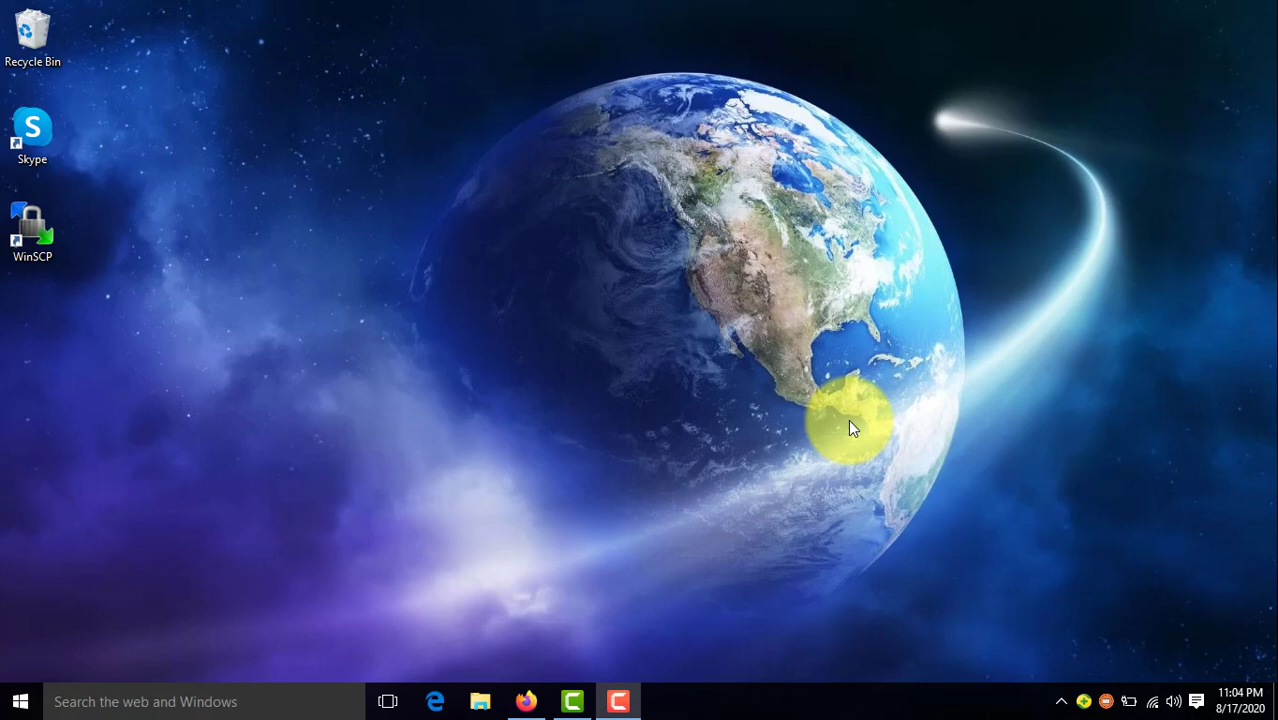 Recycle Bin
S
Skype
WinSCP
Search the web and Windows
11:04 PM
8/17/2020